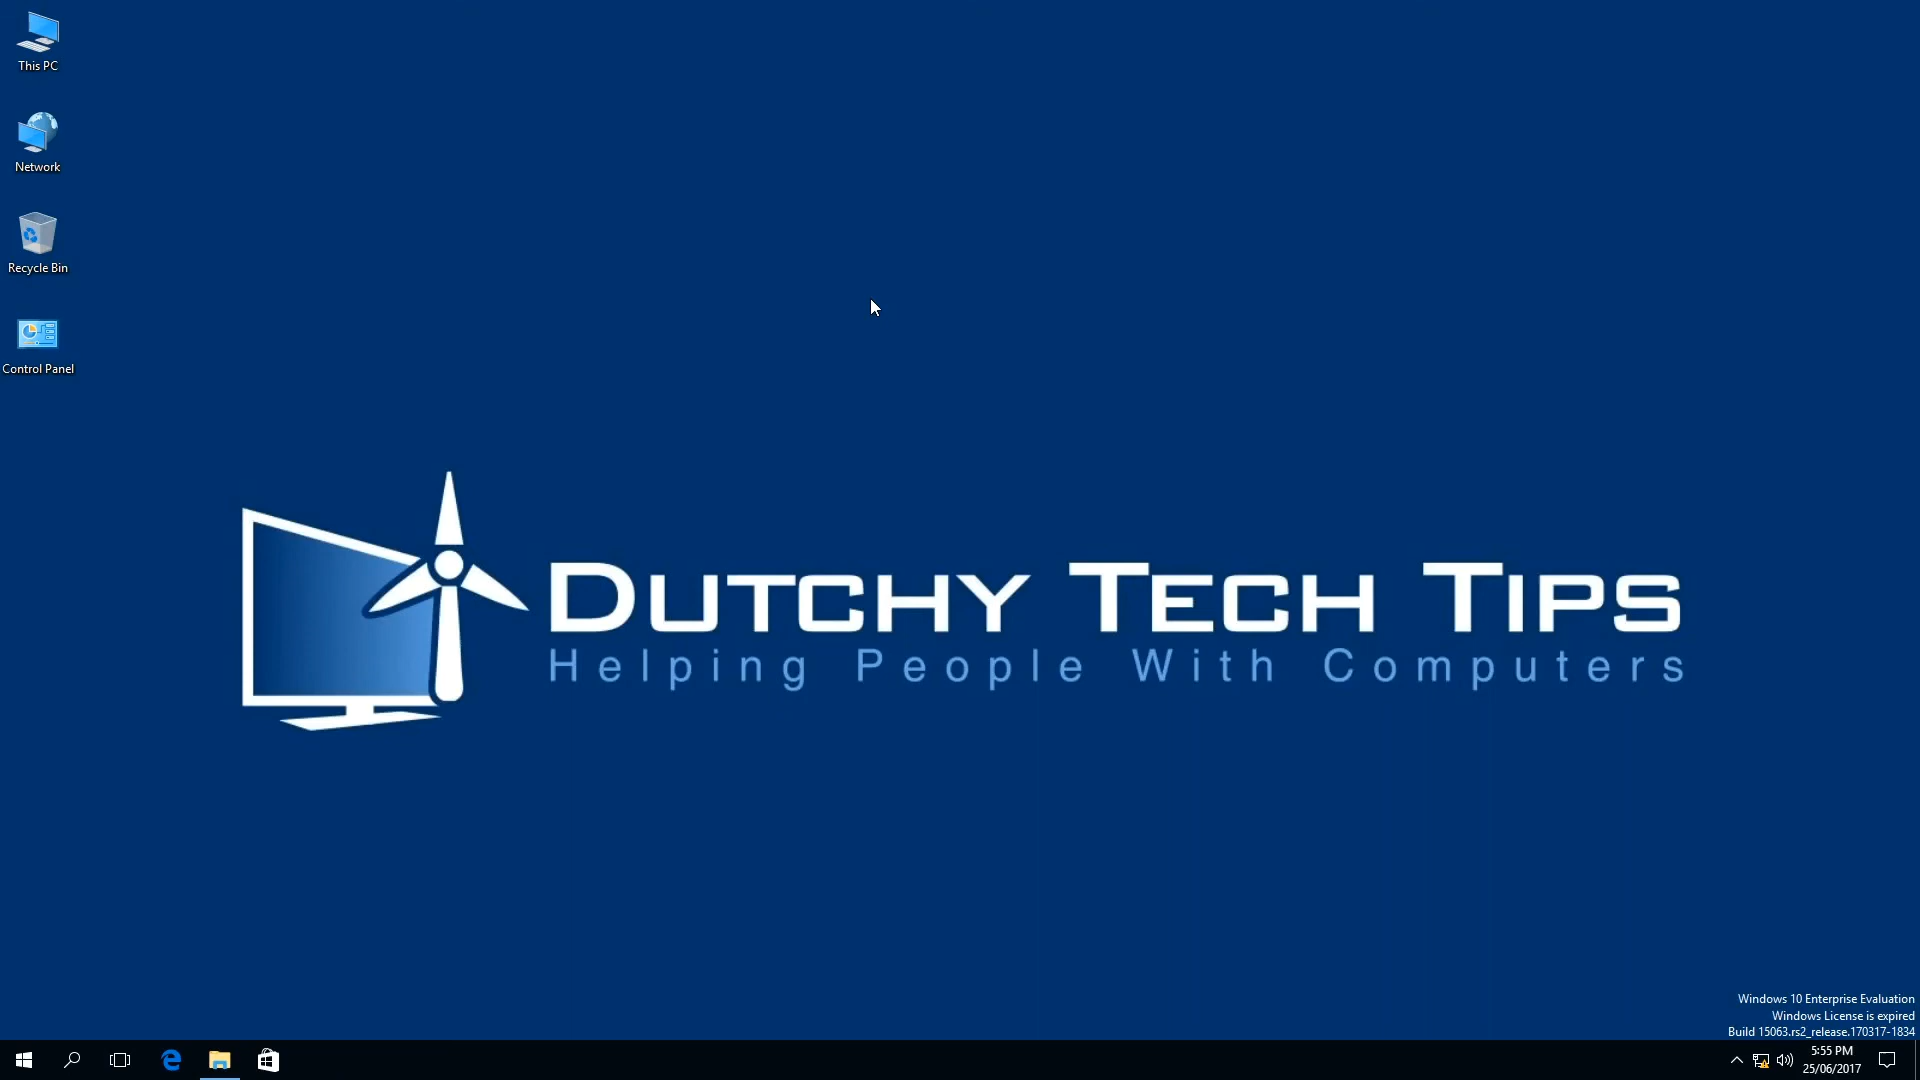 This PC
Network
Recycle Bin
Control Panel
DUTCHY TECH TIPS
Helping People With Computers
Windows 10 Enterprise Evaluation
Windows License is expired
Build 15063.rs2_release.170317-1834
5:55 PM
25/06/2017